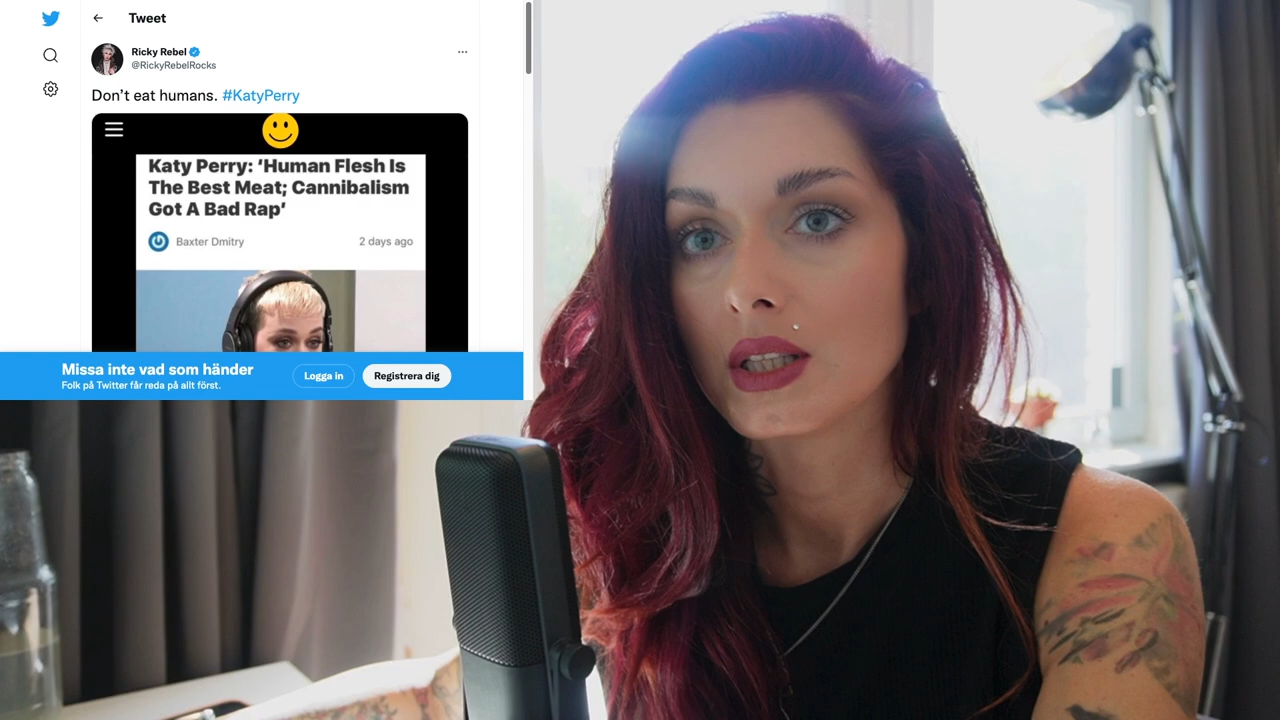 Tweet
Ricky Rebel
@RickyRebelRocks
Don’t eat humans. #KatyPerry
Katy Perry: ‘Human Flesh Is
The Best Meat; Cannibalism
Got A Bad Rap’
Baxter Dmitry
2 days ago
Missa inte vad som händer
Folk på Twitter får reda på allt först.
Logga in
Registrera dig